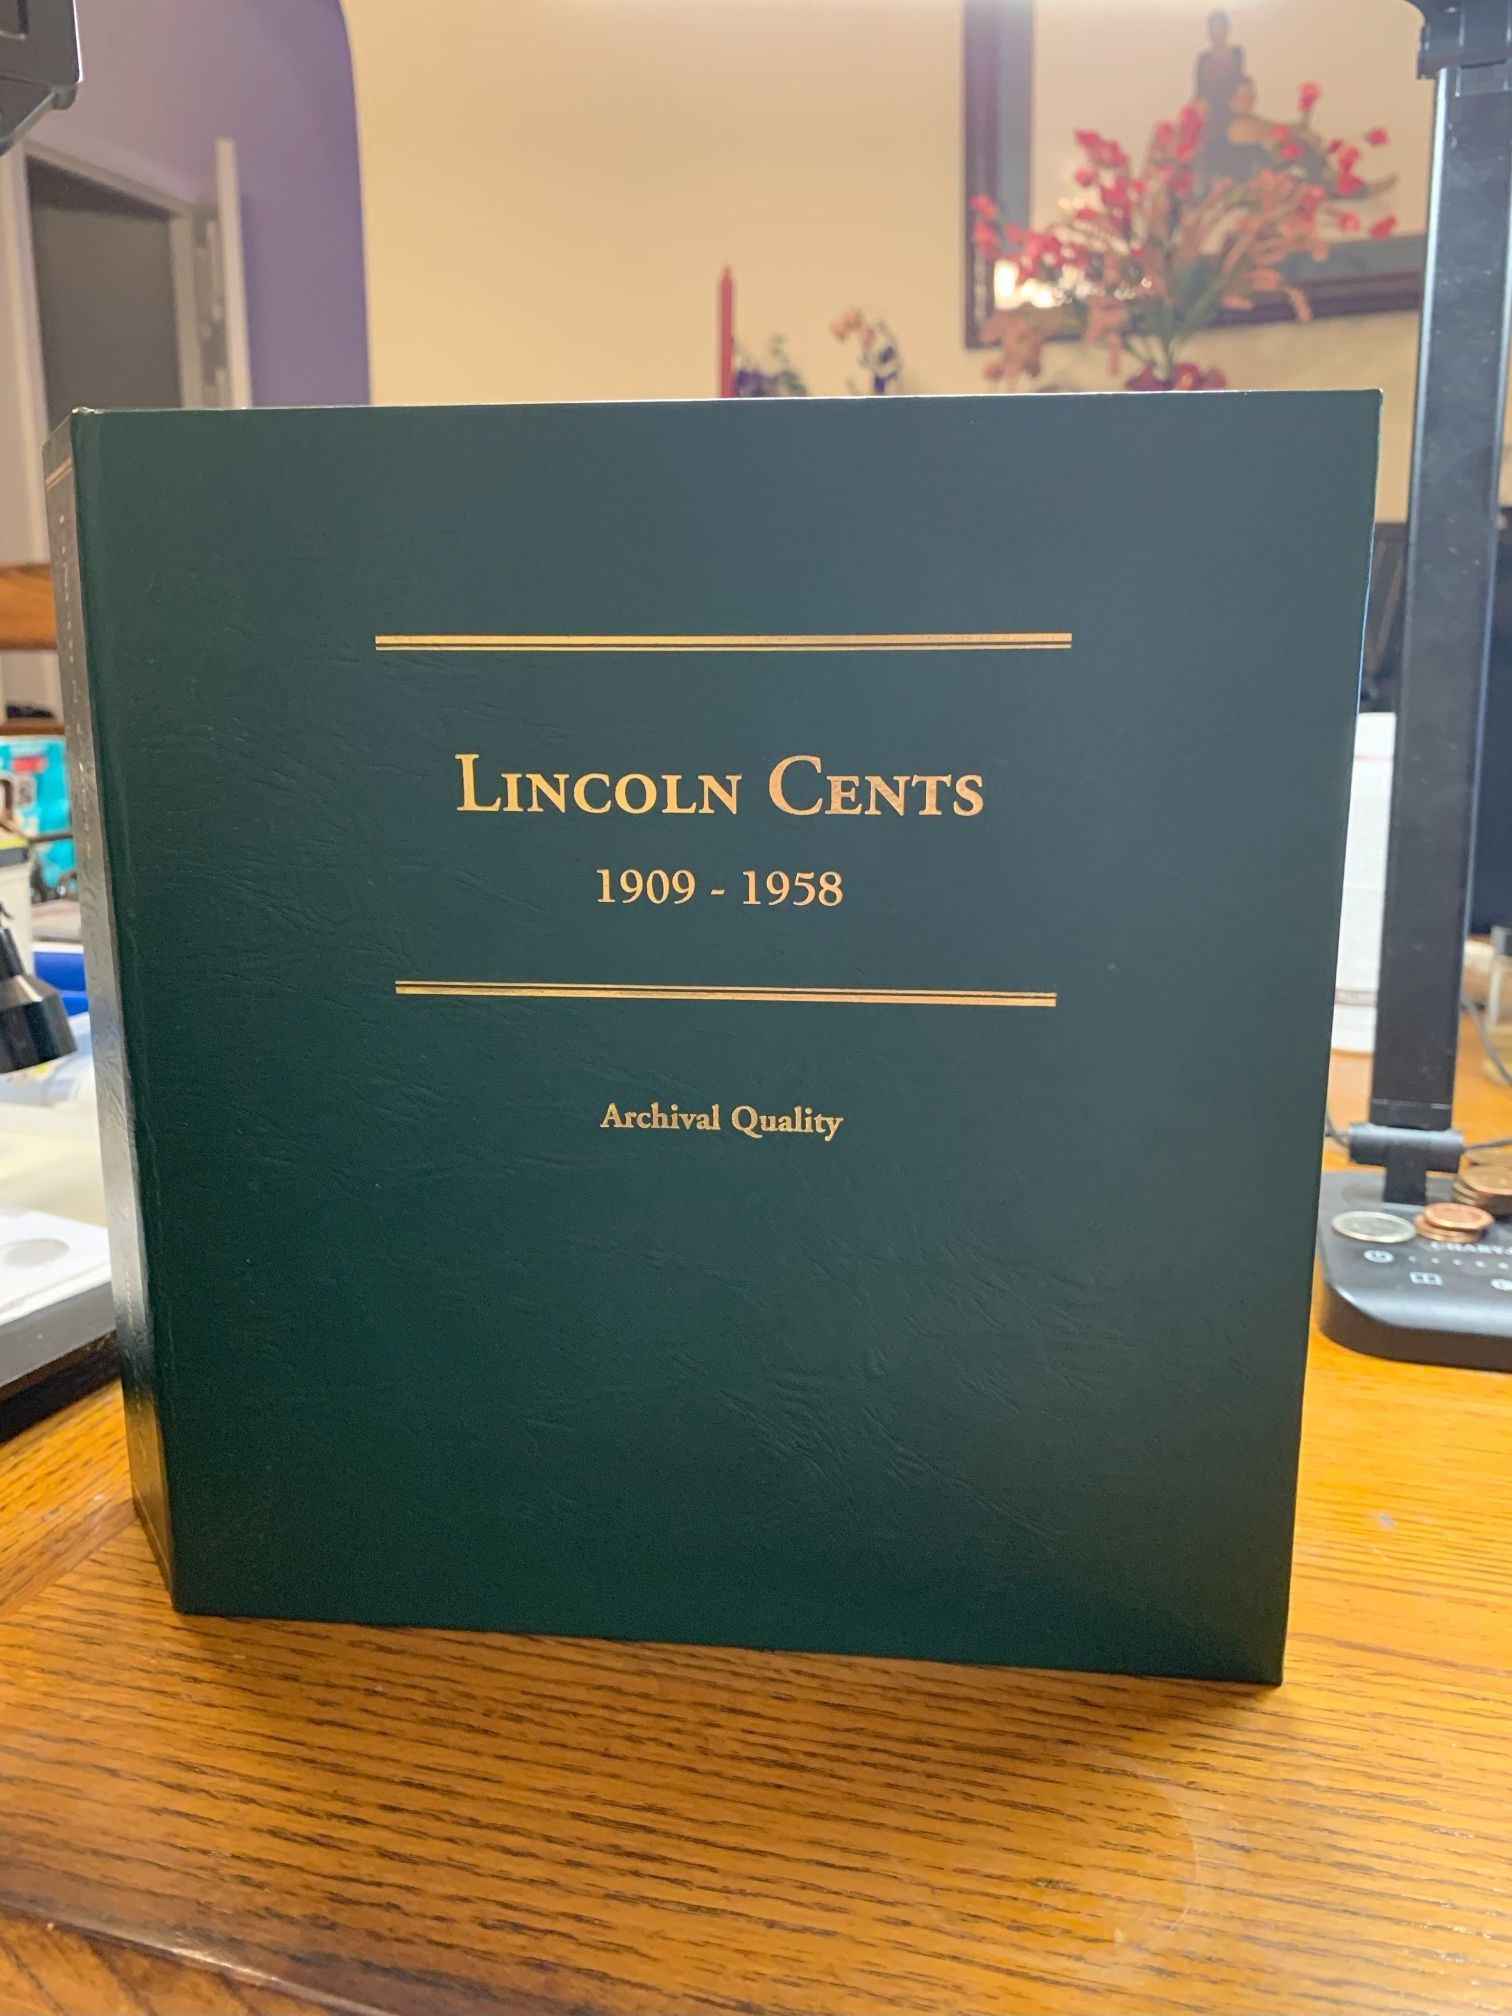 LINCOLN CENTS
1909 - 1958
Archival Quality